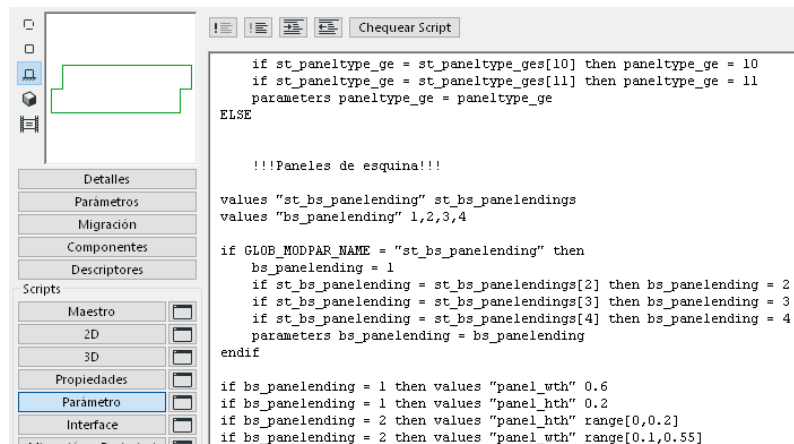 Chequear Script
if st_paneltype_ge = st_paneltype_ges[10] then paneltype_ge = 10
if st_paneltype_ge = st_paneltype_ges[11] then paneltype_ge = 11
parameters paneltype_ge = paneltype_ge
ELSE
!!!Paneles de esquina!!!
values "st_bs_panelending" st_bs_panelendings
values "bs_panelending" 1,2,3,4
if GLOB_MODPAR_NAME = "st_bs_panelending" then
bs_panelending = 1
if st_bs_panelending = st_bs_panelendings[2] then bs_panelending = 2
if st_bs_panelending = st_bs_panelendings[3] then bs_panelending = 3
if st_bs_panelending = st_bs_panelendings[4] then bs_panelending = 4
parameters bs_panelending = bs_panelending
endif
if bs_panelending = 1 then values "panel_wth" 0.6
if bs_panelending = 1 then values "panel_hth" 0.2
if bs_panelending = 2 then values "panel_hth" range[0,0.2]
if bs_panelending = 2 then values "panel_wth" range[0.1,0.55]
Detalles
Parámetros
Migración
Componentes
Descriptores
Scripts
Maestro
2D
3D
Propiedades
Parámetro
Interface